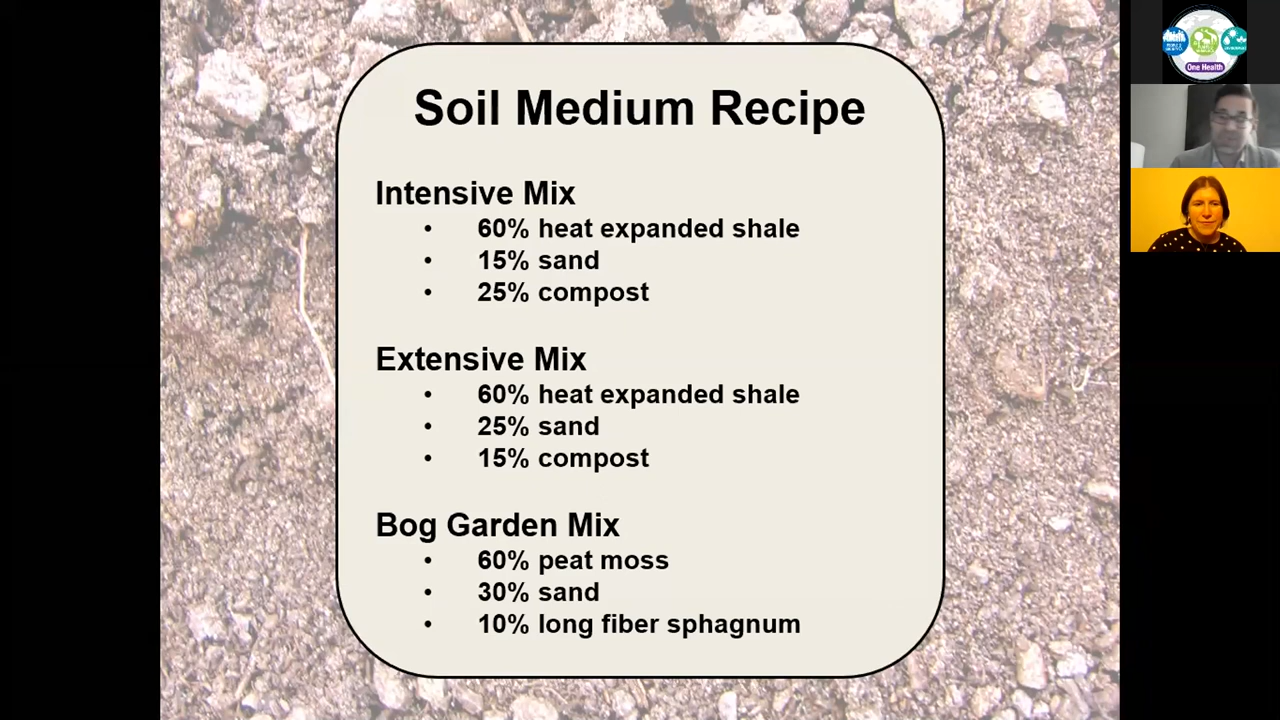 Soil Medium Recipe
Intensive Mix
• 60% heat expanded shale
• 15% sand
• 25% compost
Extensive Mix
• 60% heat expanded shale
• 25% sand
• 15% compost
Bog Garden Mix
• 60% peat moss
• 30% sand
• 10% long fiber sphagnum
One Health